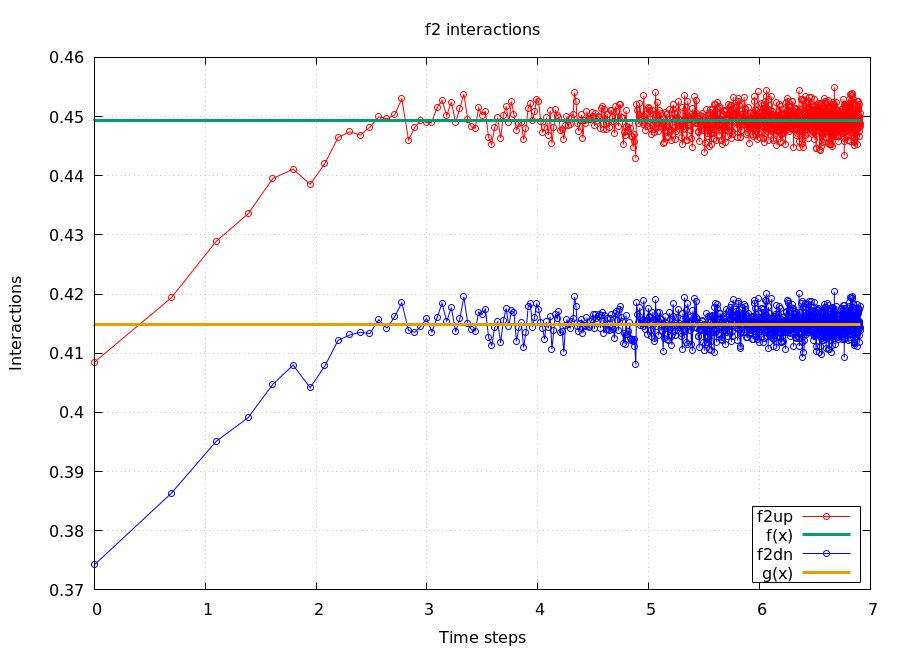 f2 interactions
0.46
0.45
0.44
0.43
0.42
0.41
0.4
0.39
0.38
0.37
Interactions
0 1 2 3 4 5 6 7
Time steps
f2up
f(x)
f2dn
g(x)